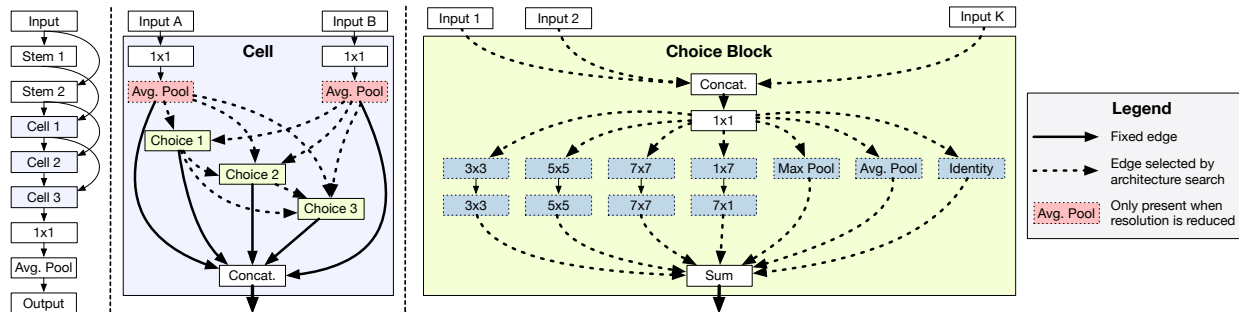 Input
Stem 1
Stem 2
Cell 1
Cell 2
Cell 3
1x1
Avg. Pool
Output
Input A
Input B
Cell
1x1
1x1
Avg. Pool
Avg. Pool
Choice 1
Choice 2
Choice 3
Concat.
Input 1
Input 2
Input K
Choice Block
Concat.
1x1
3x3
5x5
7x7
1x7
Max Pool
Avg. Pool
Identity
3x3
5x5
7x7
7x1
Sum
Legend
Fixed edge
Edge selected by
architecture search
Avg. Pool
Only present when
resolution is reduced